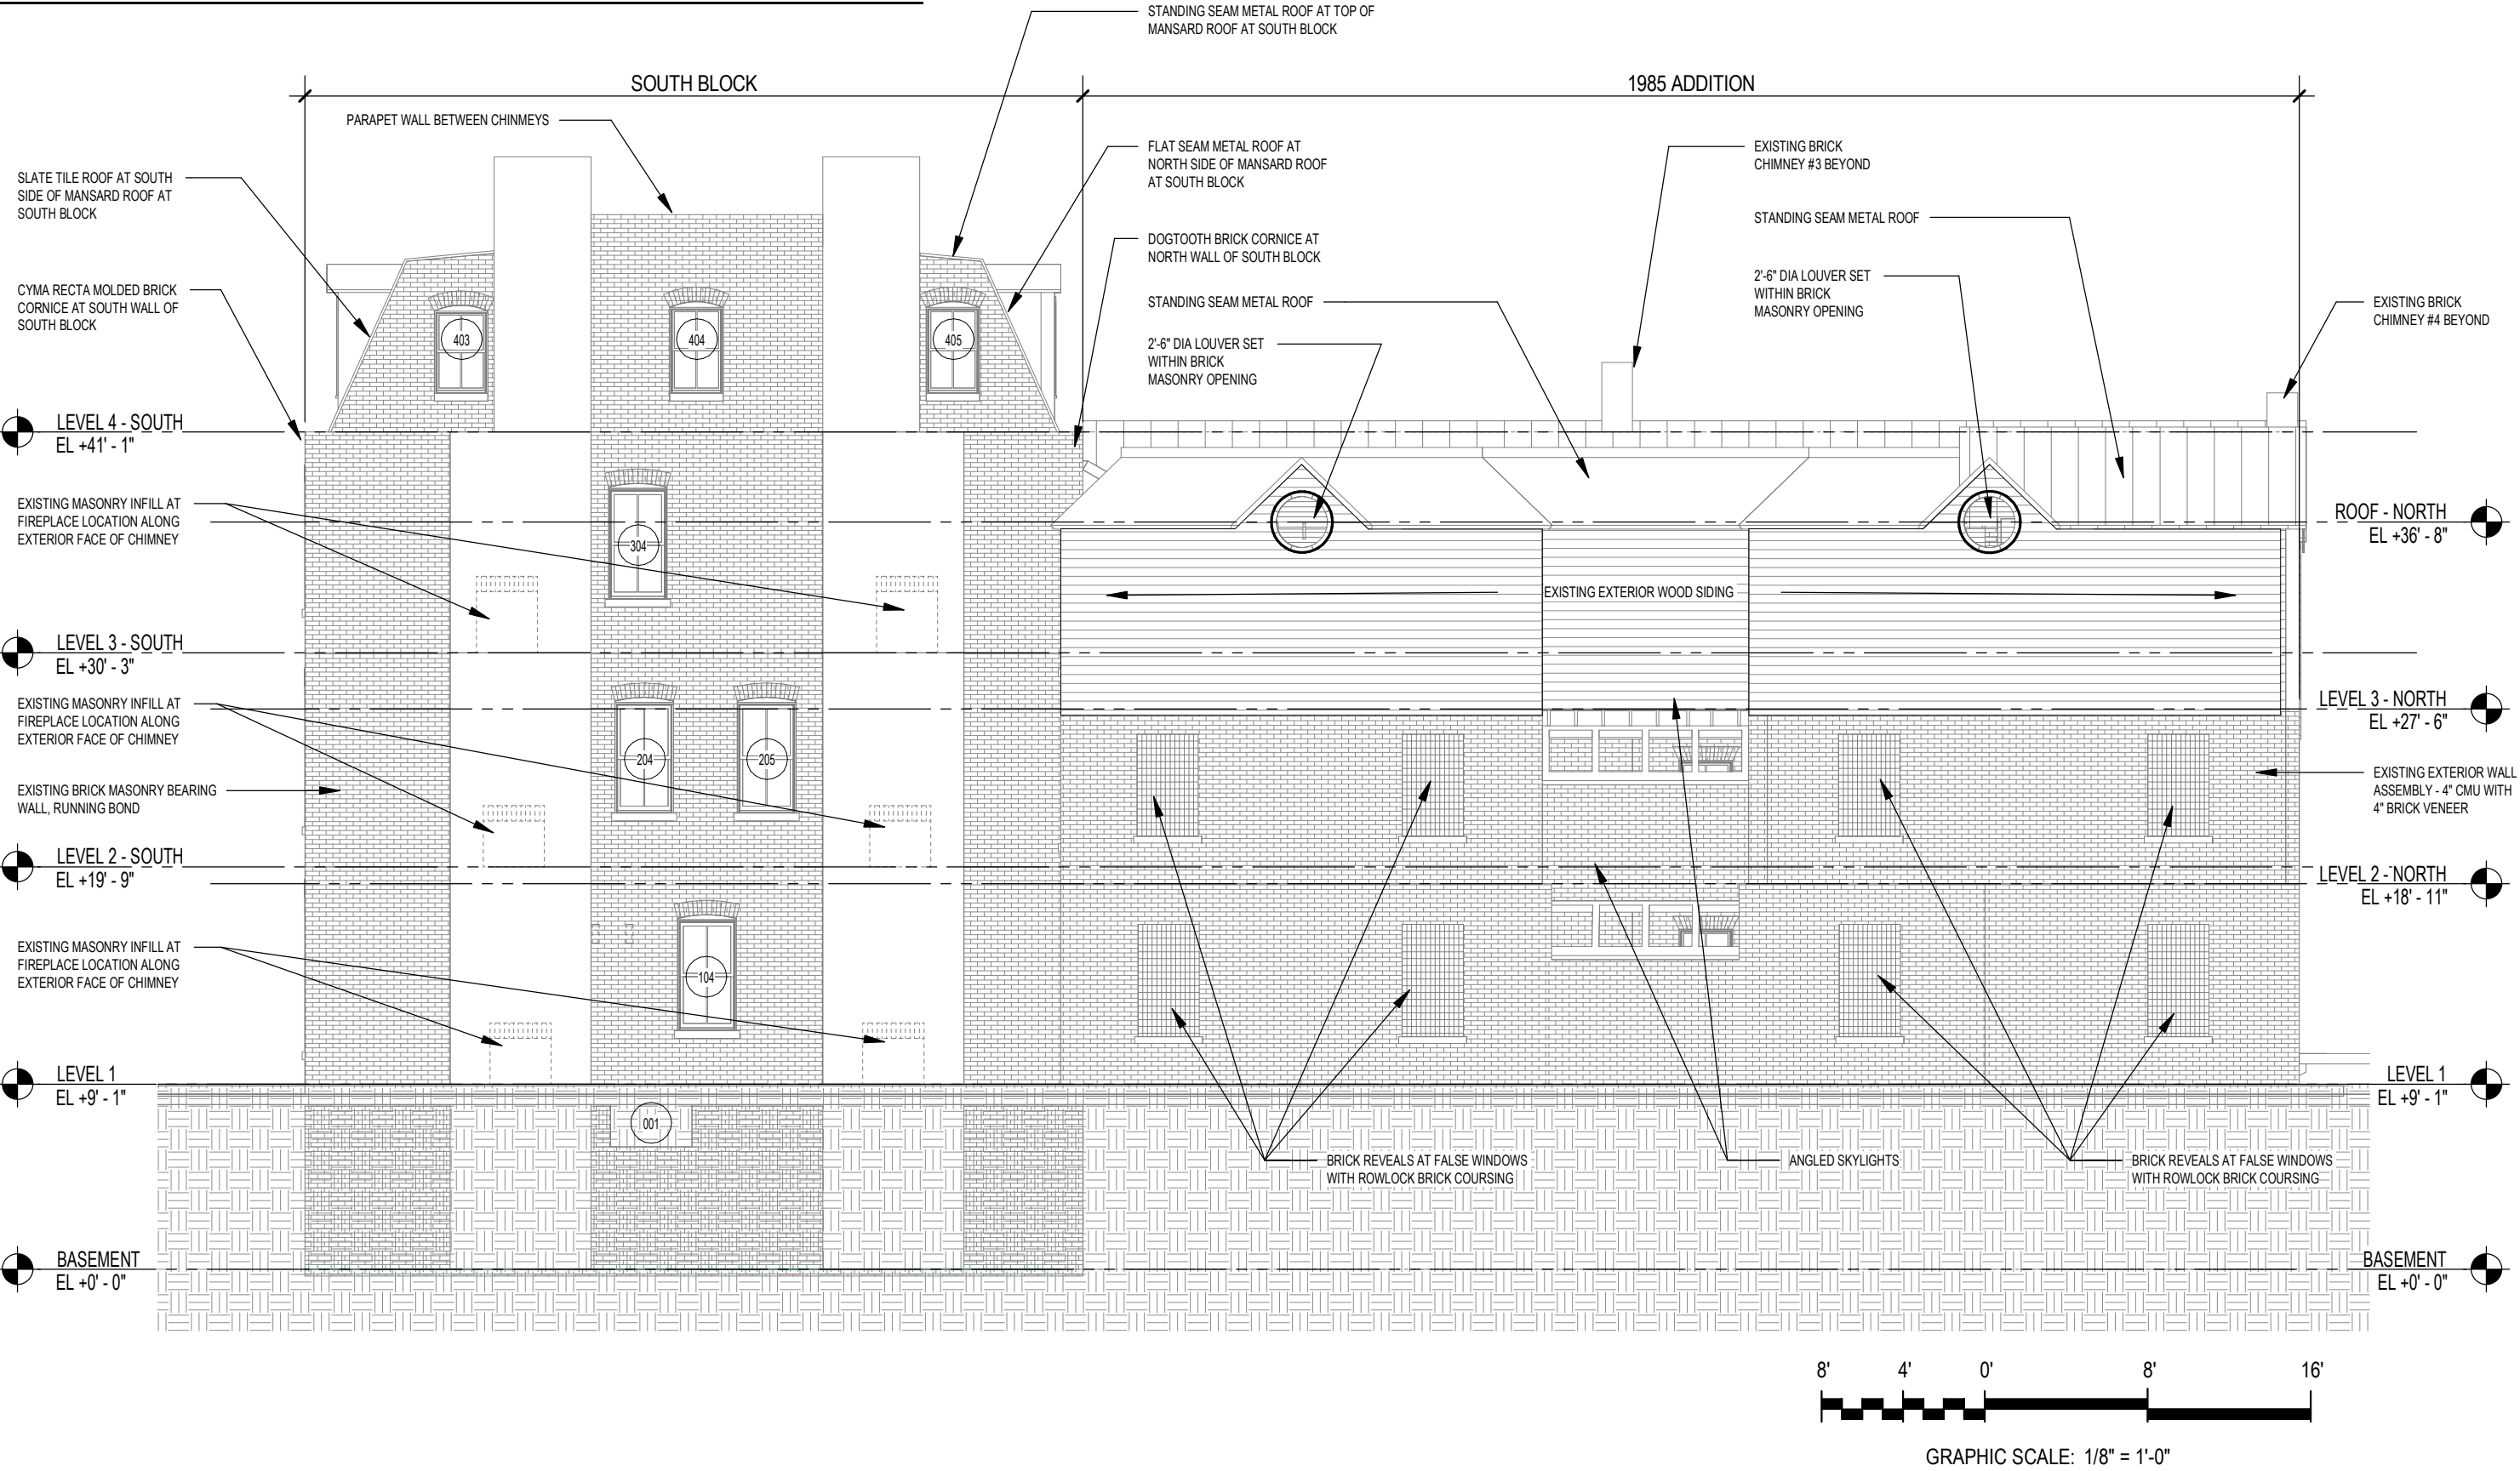 STANDING SEAM METAL ROOF AT TOP OF
MANSARD ROOF AT SOUTH BLOCK
SOUTH BLOCK
1985 ADDITION
PARAPET WALL BETWEEN CHINMEYS
FLAT SEAM METAL ROOF AT
NORTH SIDE OF MANSARD ROOF
AT SOUTH BLOCK
EXISTING BRICK
CHIMNEY #3 BEYOND
SLATE TILE ROOF AT SOUTH
SIDE OF MANSARD ROOF AT
SOUTH BLOCK
STANDING SEAM METAL ROOF
DOGTOOTH BRICK CORNICE AT
NORTH WALL OF SOUTH BLOCK
CYMA RECTA MOLDED BRICK
CORNICE AT SOUTH WALL OF
SOUTH BLOCK
STANDING SEAM METAL ROOF
2'-6" DIA LOUVER SET
WITHIN BRICK
MASONRY OPENING
EXISTING BRICK
CHIMNEY #4 BEYOND
2'-6" DIA LOUVER SET
WITHIN BRICK
MASONRY OPENING
403
404
405
LEVEL 4 - SOUTH
EL +41' - 1"
EXISTING MASONRY INFILL AT
FIREPLACE LOCATION ALONG
EXTERIOR FACE OF CHIMNEY
304
ROOF - NORTH
EL +36' - 8"
EXISTING EXTERIOR WOOD SIDING
LEVEL 3 - SOUTH
EL +30' - 3"
EXISTING MASONRY INFILL AT
FIREPLACE LOCATION ALONG
EXTERIOR FACE OF CHIMNEY
LEVEL 3 - NORTH
EL +27' - 6"
204
205
EXISTING BRICK MASONRY BEARING
WALL, RUNNING BOND
EXISTING EXTERIOR WALL
ASSEMBLY - 4" CMU WITH
4" BRICK VENEER
LEVEL 2 - SOUTH
EL +19' - 9"
LEVEL 2 - NORTH
EL +18' - 11"
EXISTING MASONRY INFILL AT
FIREPLACE LOCATION ALONG
EXTERIOR FACE OF CHIMNEY
104
LEVEL 1
EL +9' - 1"
LEVEL 1
EL +9' - 1"
001
BRICK REVEALS AT FALSE WINDOWS
WITH ROWLOCK BRICK COURSING
ANGLED SKYLIGHTS
BRICK REVEALS AT FALSE WINDOWS
WITH ROWLOCK BRICK COURSING
BASEMENT
EL +0' - 0"
BASEMENT
EL +0' - 0"
8' 4' 0' 8' 16'
GRAPHIC SCALE: 1/8" = 1'-0"